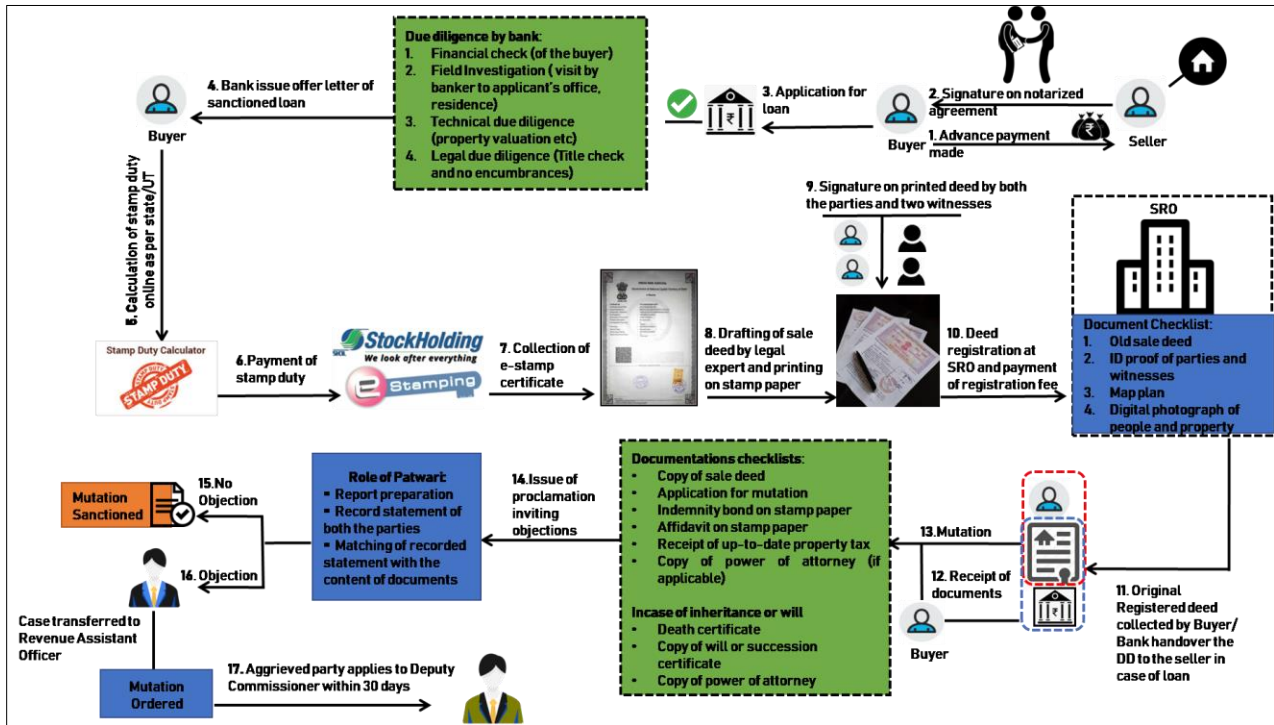 Due diligence by bank:
1. Financial check (of the buyer)
2. Field Investigation ( visit by
banker to applicant's office,
residence)
3. Technical due diligence
(property valuation etc)
4. Legal due diligence (Title check
and no encumbrances)
4. Bank issue offer letter of
sanctioned loan
Buyer
3. Application for
loan
2. Signature on notarized
agreement
1. Advance payment
made
Buyer
Seller
5. Calculation of stamp duty
online as per state/UT
9. Signature on printed deed by both
the parties and two witnesses
SRO
Stamp Duty Calculator
STAMP DUTY
6. Payment of
stamp duty
StockHolding
SHCIL
We look after everything
e Stamping
7. Collection of
e-stamp
certificate
8. Drafting of sale
deed by legal
expert and printing
on stamp paper
10. Deed
registration at
SRO and payment
of registration fee
Document Checklist:
1. Old sale deed
2. ID proof of parties and
witnesses
3. Map plan
4. Digital photograph of
people and property
Mutation
Sanctioned
15. No
Objection
16. Objection
Role of Patwari:
▪ Report preparation
▪ Record statement of
both the parties
▪ Matching of recorded
statement with the
content of documents
14.Issue of
proclamation
inviting
objections
Documentations checklists:
• Copy of sale deed
• Application for mutation
• Indemnity bond on stamp paper
• Affidavit on stamp paper
• Receipt of up-to-date property tax
• Copy of power of attorney (if
applicable)
Incase of inheritance or will
• Death certificate
• Copy of will or succession
certificate
• Copy of power of attorney
13.Mutation
12. Receipt of
documents
Buyer
11. Original
Registered deed
collected by Buyer/
Bank handover the
DD to the seller in
case of loan
Case transferred to
Revenue Assistant
Officer
Mutation
Ordered
17. Aggrieved party applies to Deputy
Commissioner within 30 days